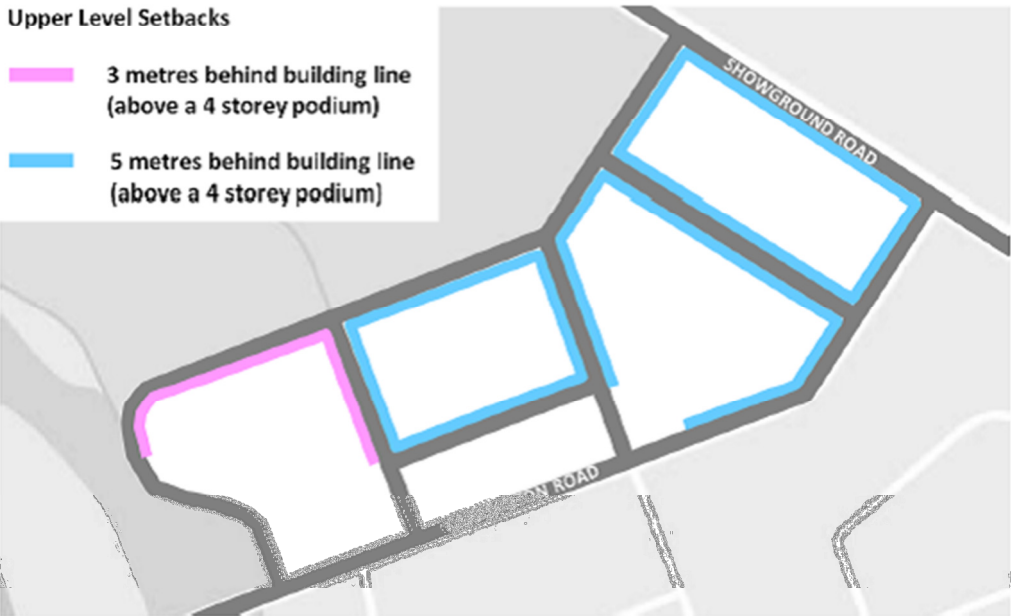 Upper Level Setbacks
3 metres behind building line
(above a 4 storey podium)
5 metres behind building line
(above a 4 storey podium)
SHOWGROUND ROAD
ROAD